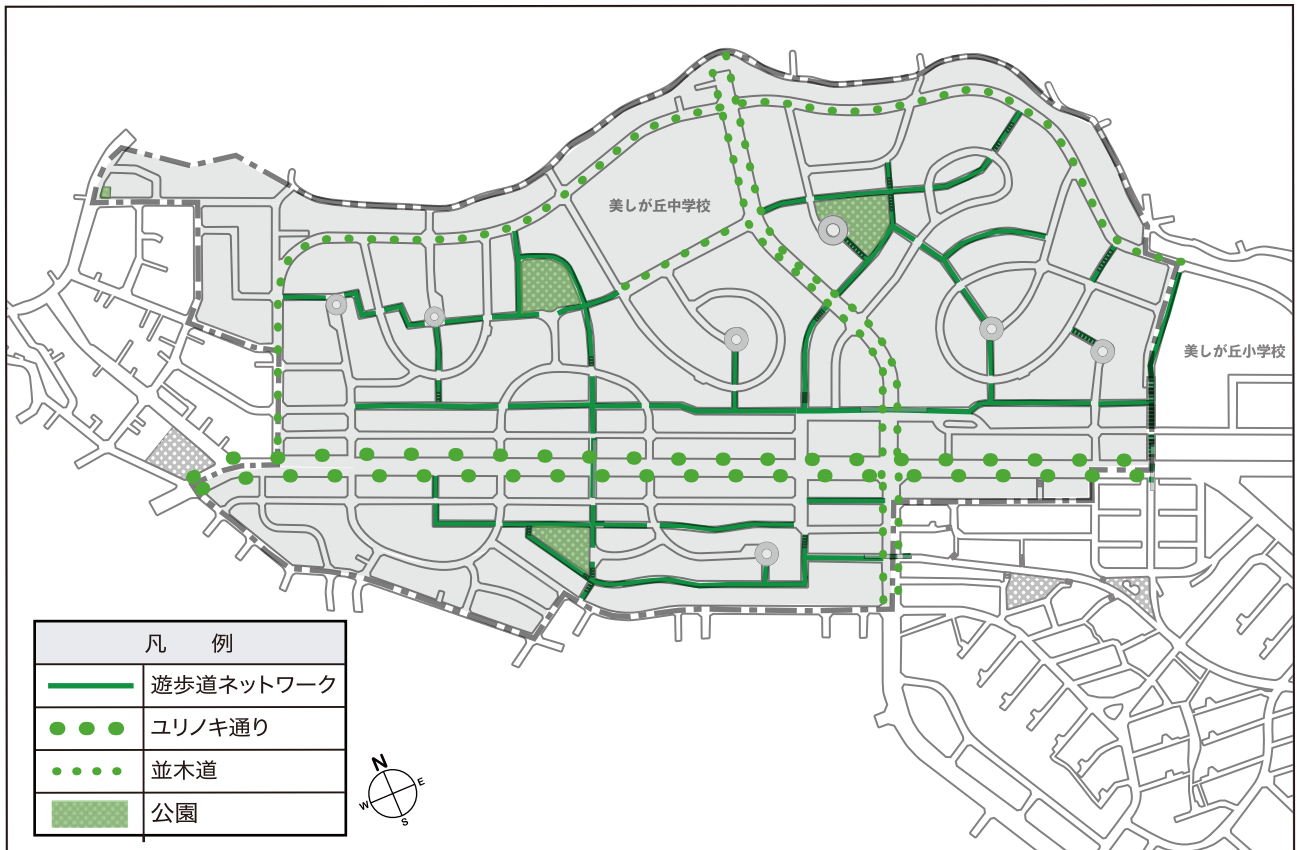 美しが丘中学校
美しが丘小学校
凡 例
遊歩道ネットワーク
ユリノキ通り
並木道
公園
N
E
W
S